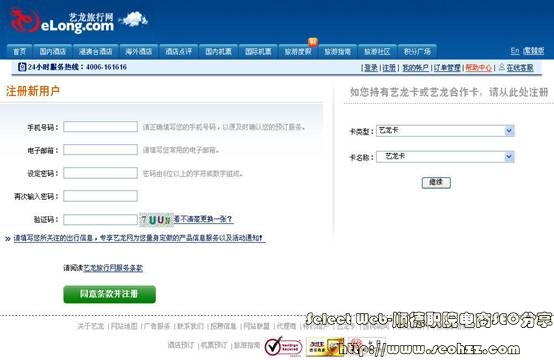 艺龙旅行网
eLong.com
首页 国内酒店 港澳台酒店 海外酒店 酒店点评 国内机票 国际机票 旅游度假 旅游指南 旅游社区 积分广场
En |繁體版
24小时服务热线：4006-161616
[登录 注册] 我的账户 订单管理 帮助中心 在线客服
注册新用户
如您持有艺龙卡或艺龙合作卡，请从此处注册
手机号码： 请正确填写您的手机号码，以便及时确认您的预订服务。
卡类型： 艺龙卡
电子邮箱： 请填写您常用的电子邮箱。
卡名称： 艺龙卡
设定密码： 密码由6位以上的字符或数字组成。
继续
再次输入密码：
验证码： 看不清楚更换一张？
» 请填写您所关注的出行信息，专享艺龙网为您量身定做的产品信息服务以及活动通知！
请阅读艺龙旅行网服务条款
同意条款并注册
Select Web-顺德职院电商SEO分享
关于艺龙 | 网站地图 | 广告服务 | 联系我们 | 招聘信息 | 网站联盟 | 代理商
酒店预订 | 机票预订 | 旅游指南
http://www.seohzz.com